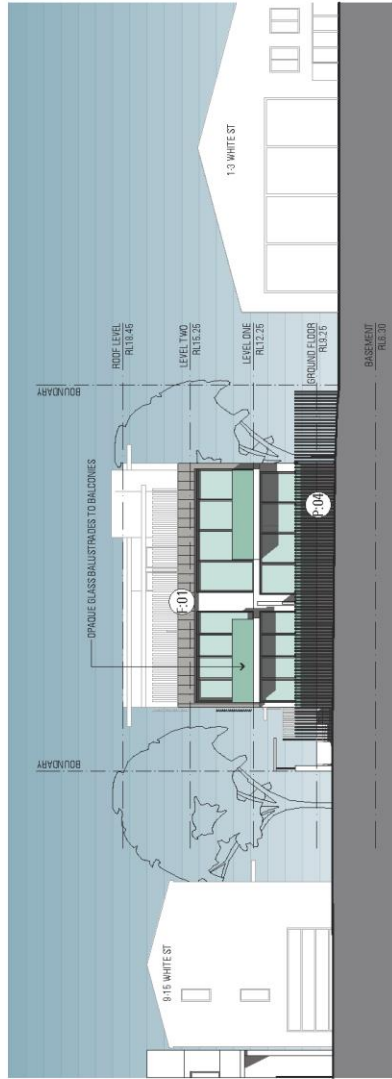 OPAQUE GLASS BALUSTRADES TO BALCONIES
BOUNDARY
BOUNDARY
ROOF LEVEL
RL18.45
LEVEL TWO
RL15.25
LEVEL ONE
RL12.25
GROUND FLOOR
RL9.25
BASEMENT
RL6.30
9-15 WHITE ST
1-3 WHITE ST
F:01
P:04